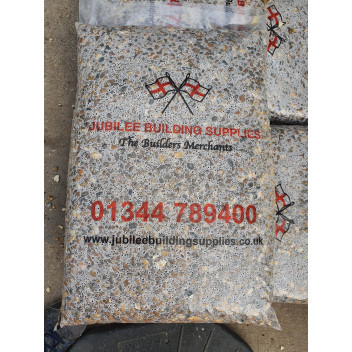 JUBILEE BUILDING SUPPLIES
The Builders Merchants
01344 789400
www.jubileebuildingsupplies.co.uk